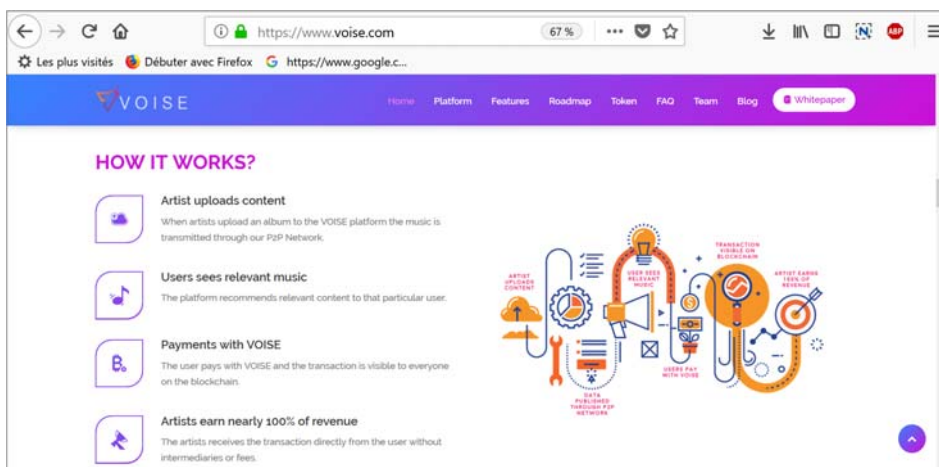 https://www.voise.com
67 %
Les plus visités Débuter avec Firefox https://www.google.c...
VOISE Home Platform Features Roadmap Token FAQ Team Blog Whitepaper
HOW IT WORKS?
Artist uploads content
When artists upload an album to the VOISE platform the music is
transmitted through our P2P Network.
Users sees relevant music
The platform recommends relevant content to that particular user.
Payments with VOISE
The user pays with VOISE and the transaction is visible to everyone
on the blockchain.
Artists earn nearly 100% of revenue
The artists receives the transaction directly from the user without
intermediaries or fees.
ARTIST
UPLOADS
CONTENT
USER SEES
RELEVANT
MUSIC
TRANSACTION
VISIBLE ON
BLOCKCHAIN
ARTIST EARNS
100% OF
REVENUE
USERS PAY
WITH VOISE
DATA
PUBLISHED
THROUGH P2P
NETWORK